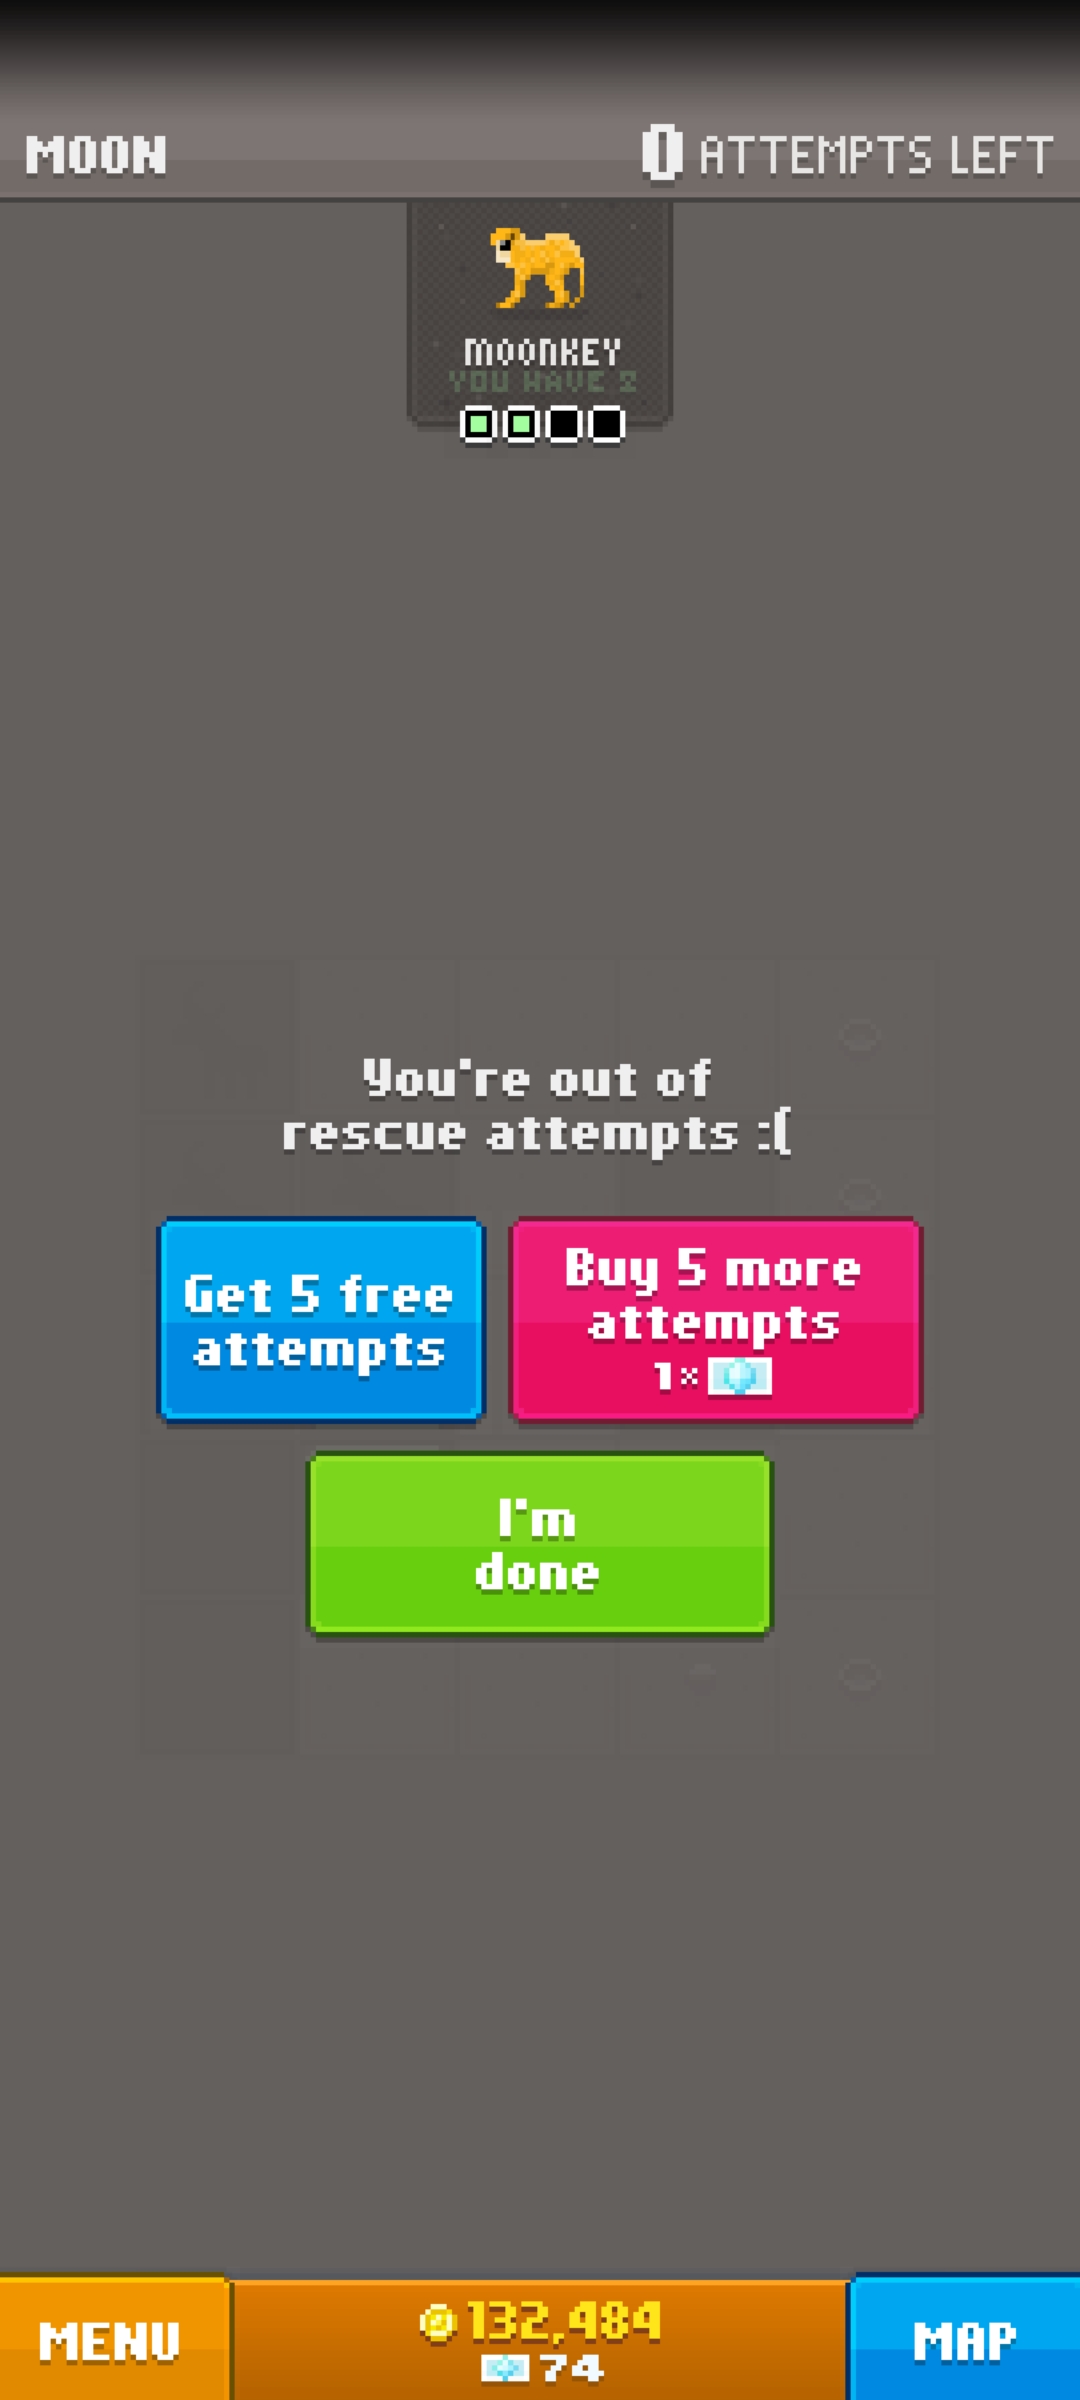 MOON
0 ATTEMPTS LEFT
MOONKEY
YOU HAVE 2
You're out of
rescue attempts :(
Get 5 free
attempts
Buy 5 more
attempts
1×
I'm
done
MENU
132,484
74
MAP